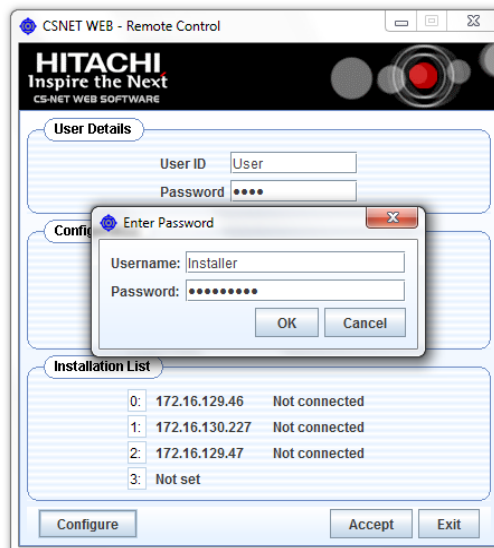 CSNET WEB - Remote Control
HITACHI
Inspire the Next
CS-NET WEB SOFTWARE
User Details
User ID User
Password ••••
Enter Password
Username: Installer
Password: •••••••••
OK Cancel
Installation List
0: 172.16.129.46 Not connected
1: 172.16.130.227 Not connected
2: 172.16.129.47 Not connected
3: Not set
Configure Accept Exit